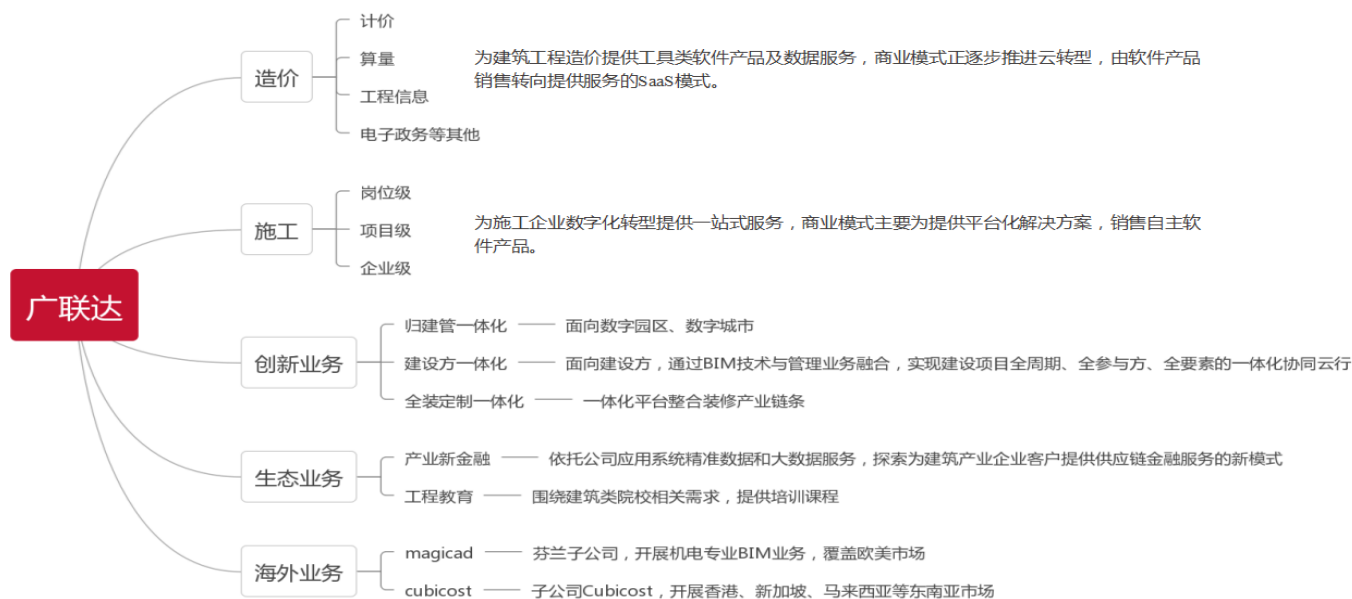 广联达
造价
计价
算量
工程信息
电子政务等其他
为建筑工程造价提供工具类软件产品及数据服务，商业模式正逐步推进云转型，由软件产品
销售转向提供服务的SaaS模式。
施工
岗位级
项目级
企业级
为施工企业数字化转型提供一站式服务，商业模式主要为提供平台化解决方案，销售自主软
件产品。
创新业务
归建管一体化
面向数字园区、数字城市
建设方一体化
面向建设方，通过BIM技术与管理业务融合，实现建设项目全周期、全参与方、全要素的一体化协同云行
全装定制一体化
一体化平台整合装修产业链条
生态业务
产业新金融
依托公司应用系统精准数据和大数据服务，探索为建筑产业企业客户提供供应链金融服务的新模式
工程教育
围绕建筑类院校相关需求，提供培训课程
海外业务
magicad
芬兰子公司，开展机电专业BIM业务，覆盖欧美市场
cubicost
子公司Cubicost，开展香港、新加坡、马来西亚等东南亚市场